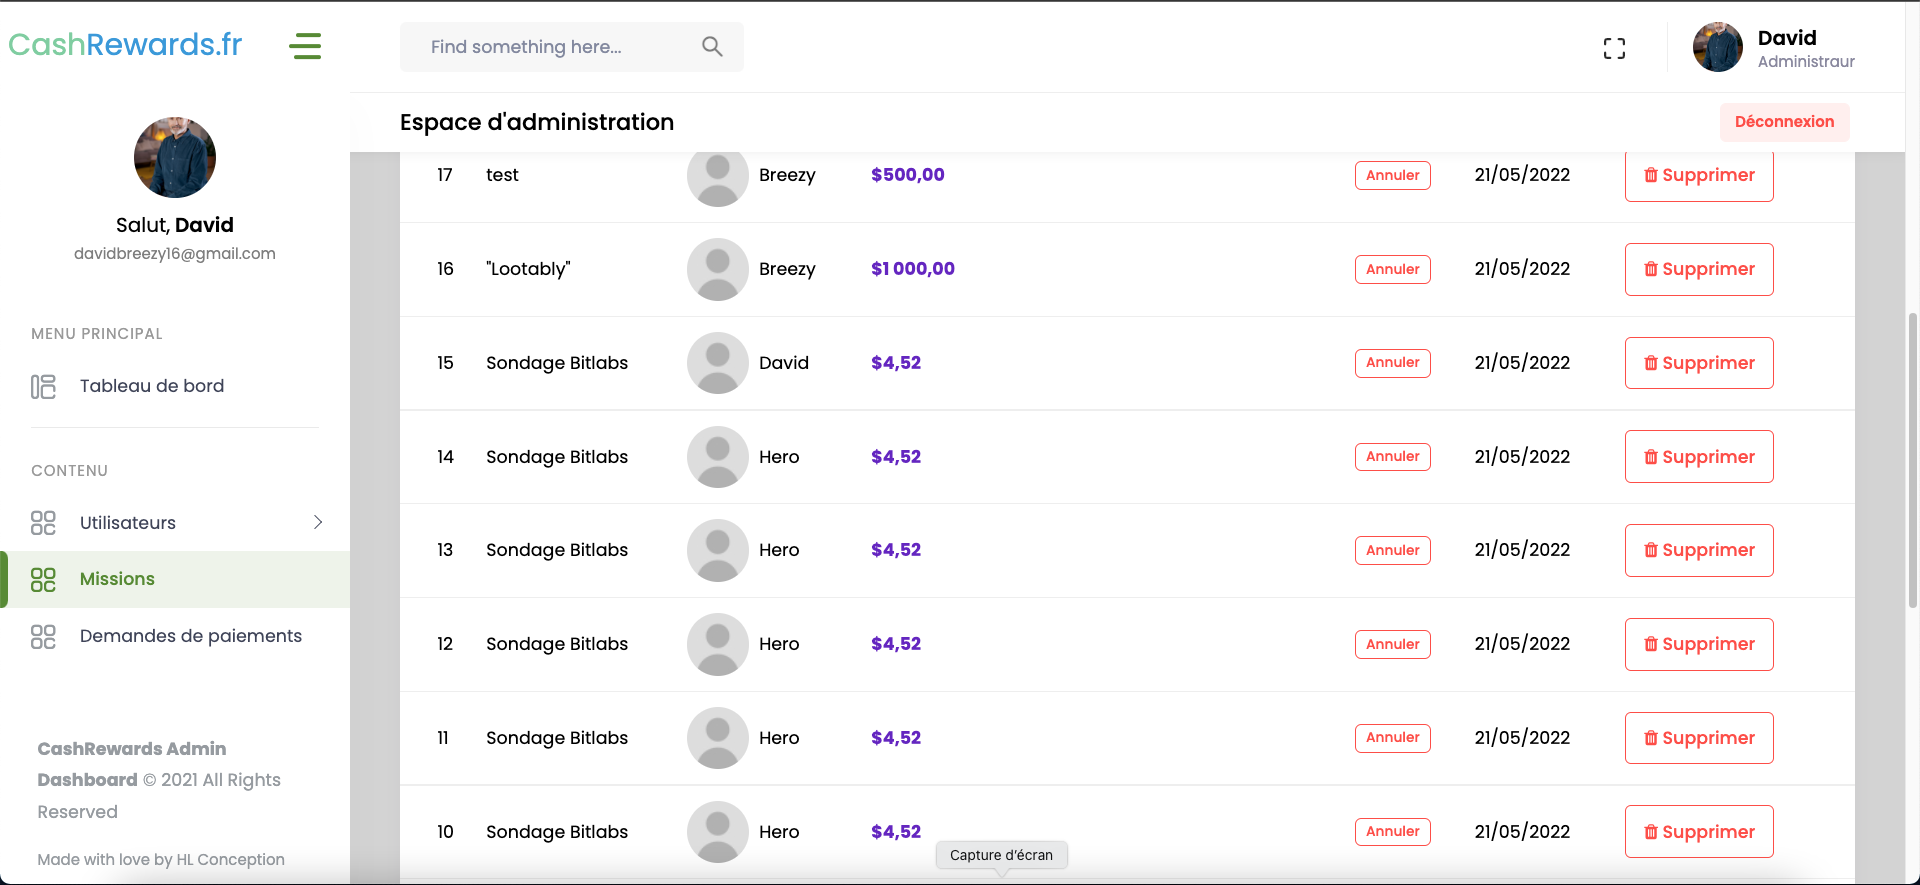 CashRewards.fr
Find something here...
David
Administraur
Espace d'administration
Déconnexion
Salut, David
davidbreezy16@gmail.com
MENU PRINCIPAL
Tableau de bord
CONTENU
Utilisateurs
Missions
Demandes de paiements
CashRewards Admin
Dashboard © 2021 All Rights
Reserved
Made with love by HL Conception
17 test Breezy $500,00 Annuler 21/05/2022 Supprimer
16 "Lootably" Breezy $1 000,00 Annuler 21/05/2022 Supprimer
15 Sondage Bitlabs David $4,52 Annuler 21/05/2022 Supprimer
14 Sondage Bitlabs Hero $4,52 Annuler 21/05/2022 Supprimer
13 Sondage Bitlabs Hero $4,52 Annuler 21/05/2022 Supprimer
12 Sondage Bitlabs Hero $4,52 Annuler 21/05/2022 Supprimer
11 Sondage Bitlabs Hero $4,52 Annuler 21/05/2022 Supprimer
10 Sondage Bitlabs Hero $4,52 Annuler 21/05/2022 Supprimer
Capture d'écran